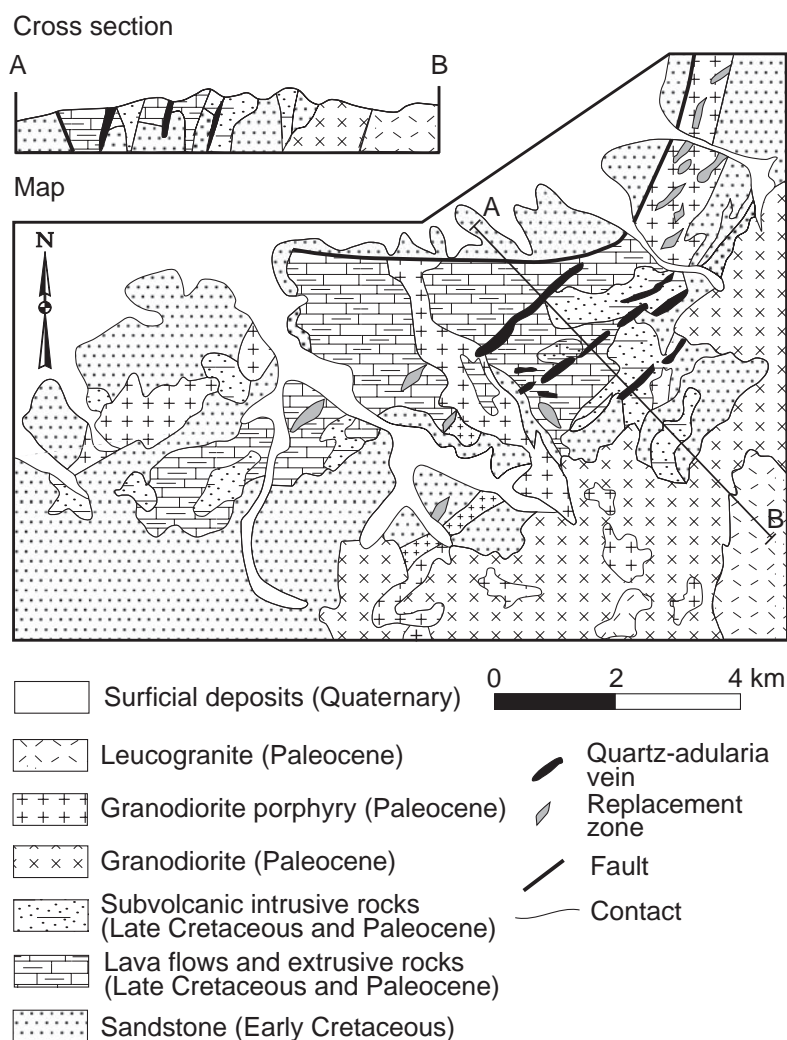 Cross section
A B
Map
N
A
B
0 2 4 km
Surficial deposits (Quaternary)
Leucogranite (Paleocene)
Granodiorite porphyry (Paleocene)
Granodiorite (Paleocene)
Subvolcanic intrusive rocks
(Late Cretaceous and Paleocene)
Lava flows and extrusive rocks
(Late Cretaceous and Paleocene)
Sandstone (Early Cretaceous)
Quartz-adularia
vein
Replacement
zone
Fault
Contact